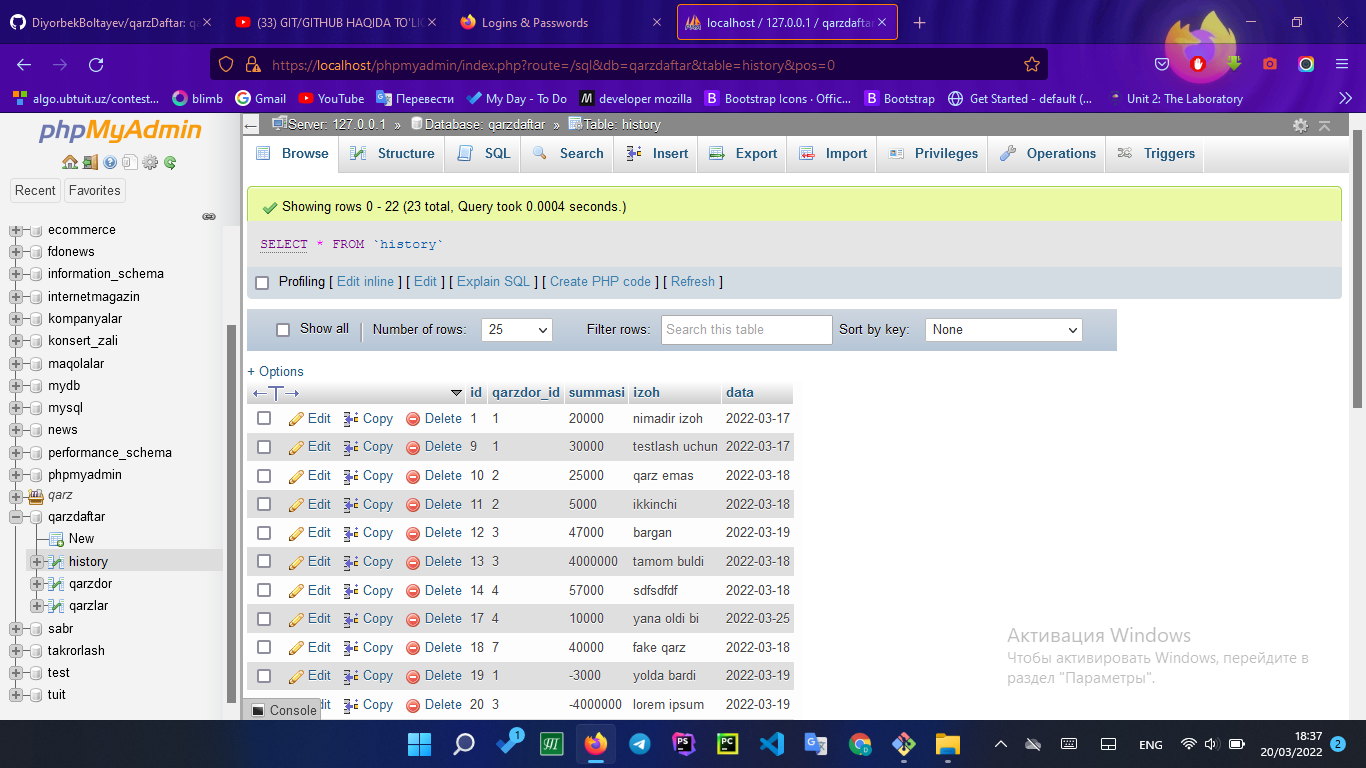 DiyorbekBoltayev/qarzDaftar: qa
(33) GIT/GITHUB HAQIDA TO'LIQ
Logins & Passwords
localhost / 127.0.0.1 / qarzdaftar
https://localhost/phpmyadmin/index.php?route=/sql&db=qarzdaftar&table=history&pos=0
algo.ubtuit.uz/contest... blimb Gmail YouTube Перевести My Day - To Do developer mozilla Bootstrap Icons · Offic... Bootstrap Get Started - default (... Unit 2: The Laboratory
phpMyAdmin
Recent Favorites
ecommerce
fdonews
information_schema
internetmagazin
kompanyalar
konsert_zali
maqolalar
mydb
mysql
news
performance_schema
phpmyadmin
qarz
qarzdaftar
New
history
qarzdor
qarzlar
sabr
takrorlash
test
tuit
Server: 127.0.0.1 » Database: qarzdaftar » Table: history
Browse Structure SQL Search Insert Export Import Privileges Operations Triggers
Showing rows 0 - 22 (23 total, Query took 0.0004 seconds.)
SELECT * FROM `history`
Profiling [ Edit inline ] [ Edit ] [ Explain SQL ] [ Create PHP code ] [ Refresh ]
Show all Number of rows: 25 Filter rows: Search this table Sort by key: None
+ Options
←T→ id qarzdor_id summasi izoh data
Edit Copy Delete 1 1 20000 nimadir izoh 2022-03-17
Edit Copy Delete 9 1 30000 testlash uchun 2022-03-17
Edit Copy Delete 10 2 25000 qarz emas 2022-03-18
Edit Copy Delete 11 2 5000 ikkinchi 2022-03-18
Edit Copy Delete 12 3 47000 bargan 2022-03-19
Edit Copy Delete 13 3 4000000 tamom buldi 2022-03-18
Edit Copy Delete 14 4 57000 sdfsdfdf 2022-03-18
Edit Copy Delete 17 4 10000 yana oldi bi 2022-03-25
Edit Copy Delete 18 7 40000 fake qarz 2022-03-18
Edit Copy Delete 19 1 -3000 yolda bardi 2022-03-19
Console it Copy Delete 20 3 -4000000 lorem ipsum 2022-03-19
Активация Windows
Чтобы активировать Windows, перейдите в
раздел "Параметры".
1 PS PC ENG 18:37
20/03/2022 2